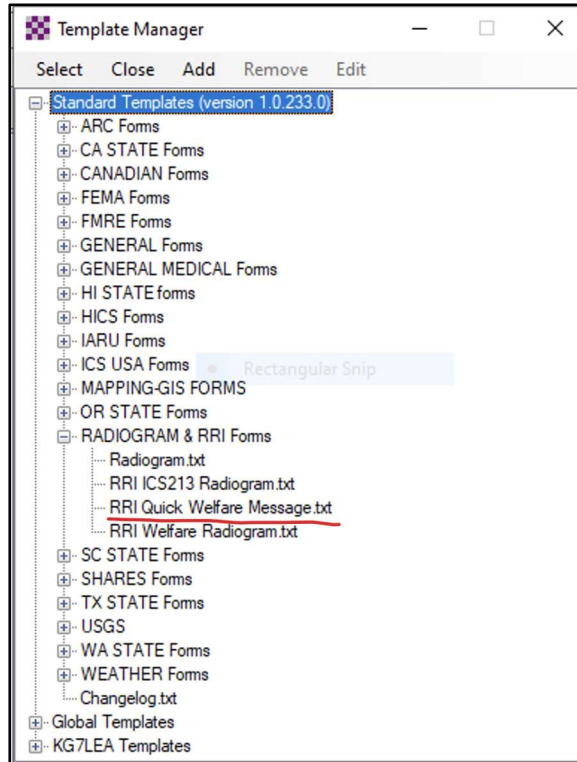 Template Manager
Select Close Add Remove Edit
Standard Templates (version 1.0.233.0)
ARC Forms
CA STATE Forms
CANADIAN Forms
FEMA Forms
FMRE Forms
GENERAL Forms
GENERAL MEDICAL Forms
HI STATE forms
HICS Forms
IARU Forms
ICS USA Forms
Rectangular Snip
MAPPING-GIS FORMS
OR STATE Forms
RADIOGRAM & RRI Forms
Radiogram.txt
RRI ICS213 Radiogram.txt
RRI Quick Welfare Message.txt
RRI Welfare Radiogram.txt
SC STATE Forms
SHARES Forms
TX STATE Forms
USGS
WA STATE Forms
WEATHER Forms
Changelog.txt
Global Templates
KG7LEA Templates